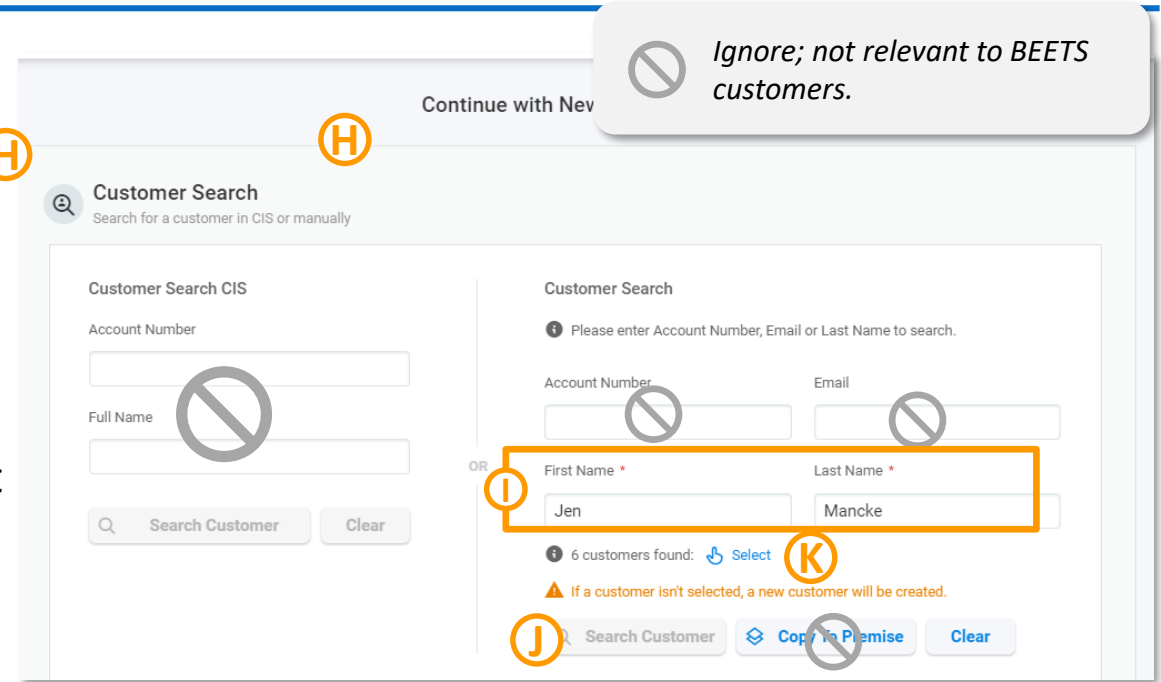 Ignore; not relevant to BEETS
customers.
Continue with New
H
H
Customer Search
Search for a customer in CIS or manually
Customer Search CIS
Account Number
Full Name
Search Customer
Clear
OR
Customer Search
Please enter Account Number, Email or Last Name to search.
Account Number
Email
I
First Name *
Last Name *
Jen
Mancke
6 customers found: Select
K
If a customer isn't selected, a new customer will be created.
J
Search Customer
Copy To Premise
Clear